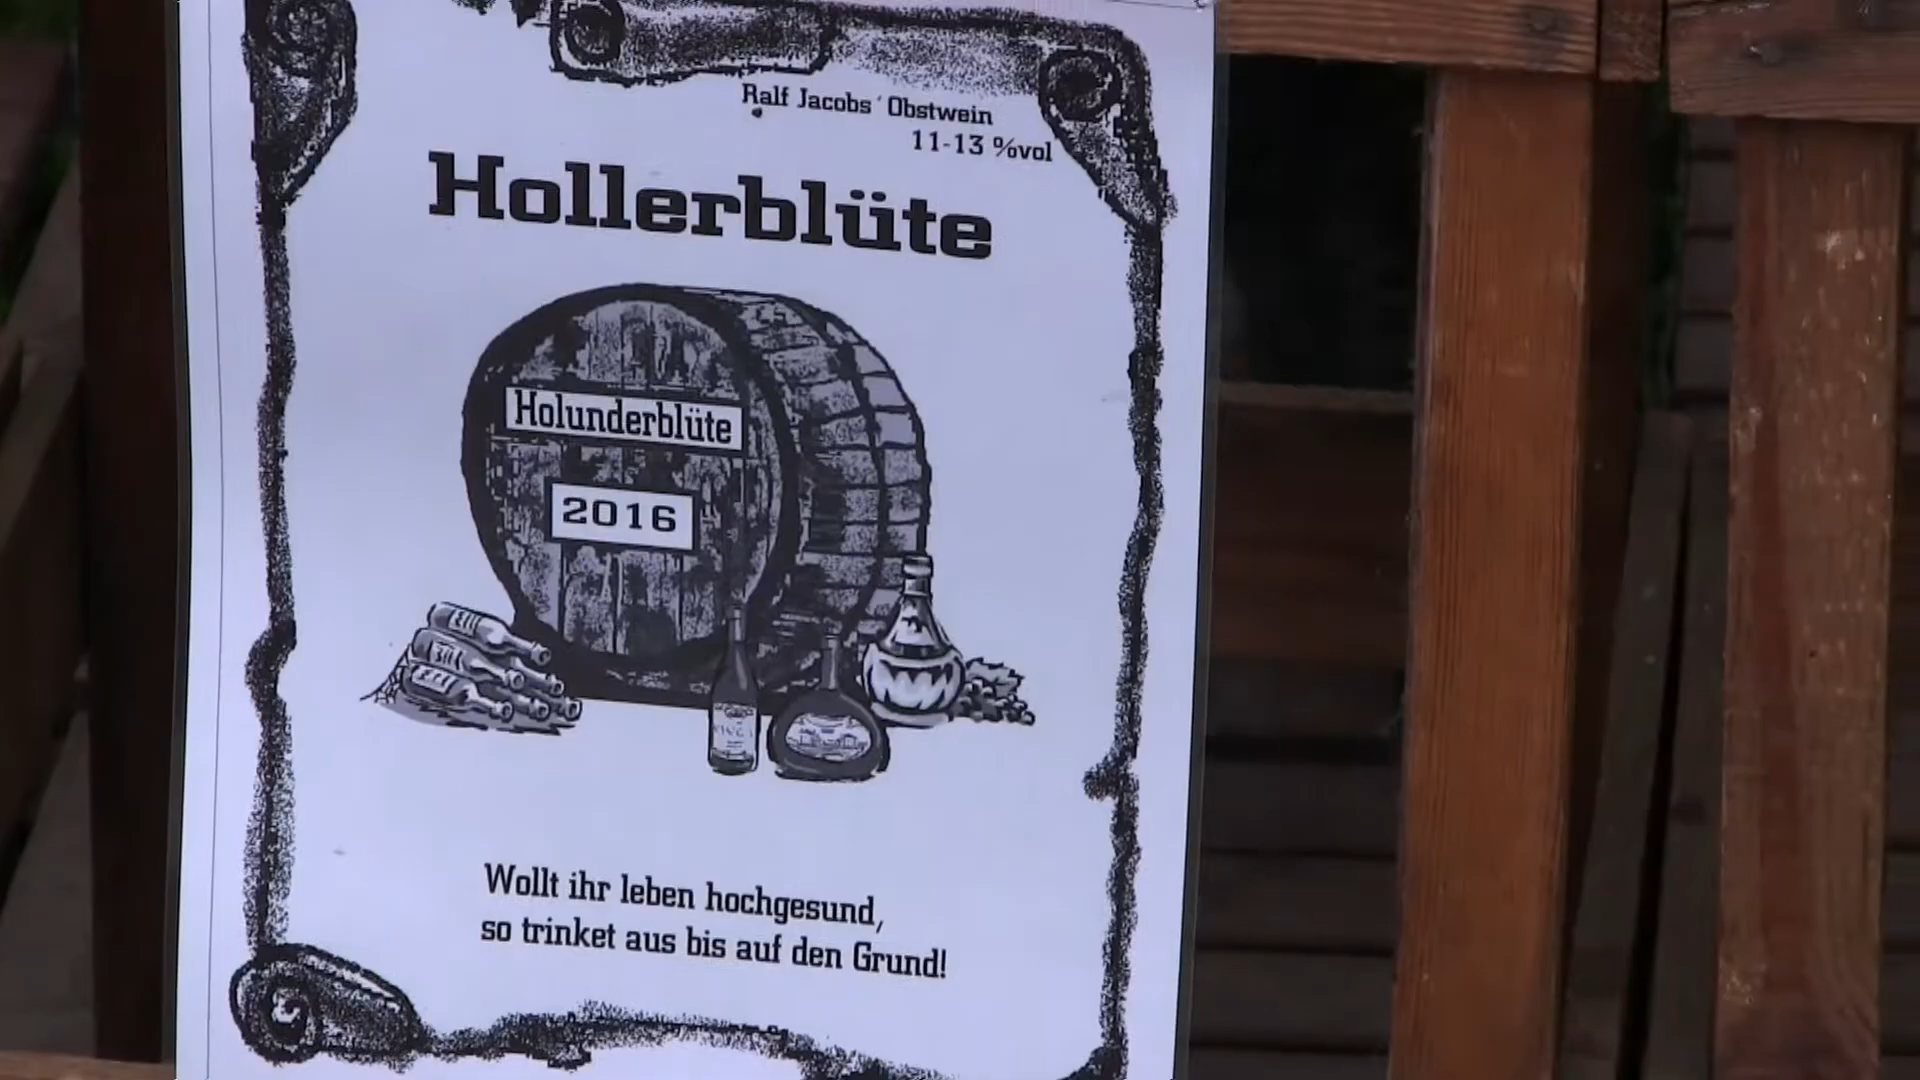 Ralf Jacobs´ Obstwein
11-13 %vol
Hollerblüte
Holunderblüte
2016
Wollt ihr leben hochgesund,
so trinket aus bis auf den Grund!